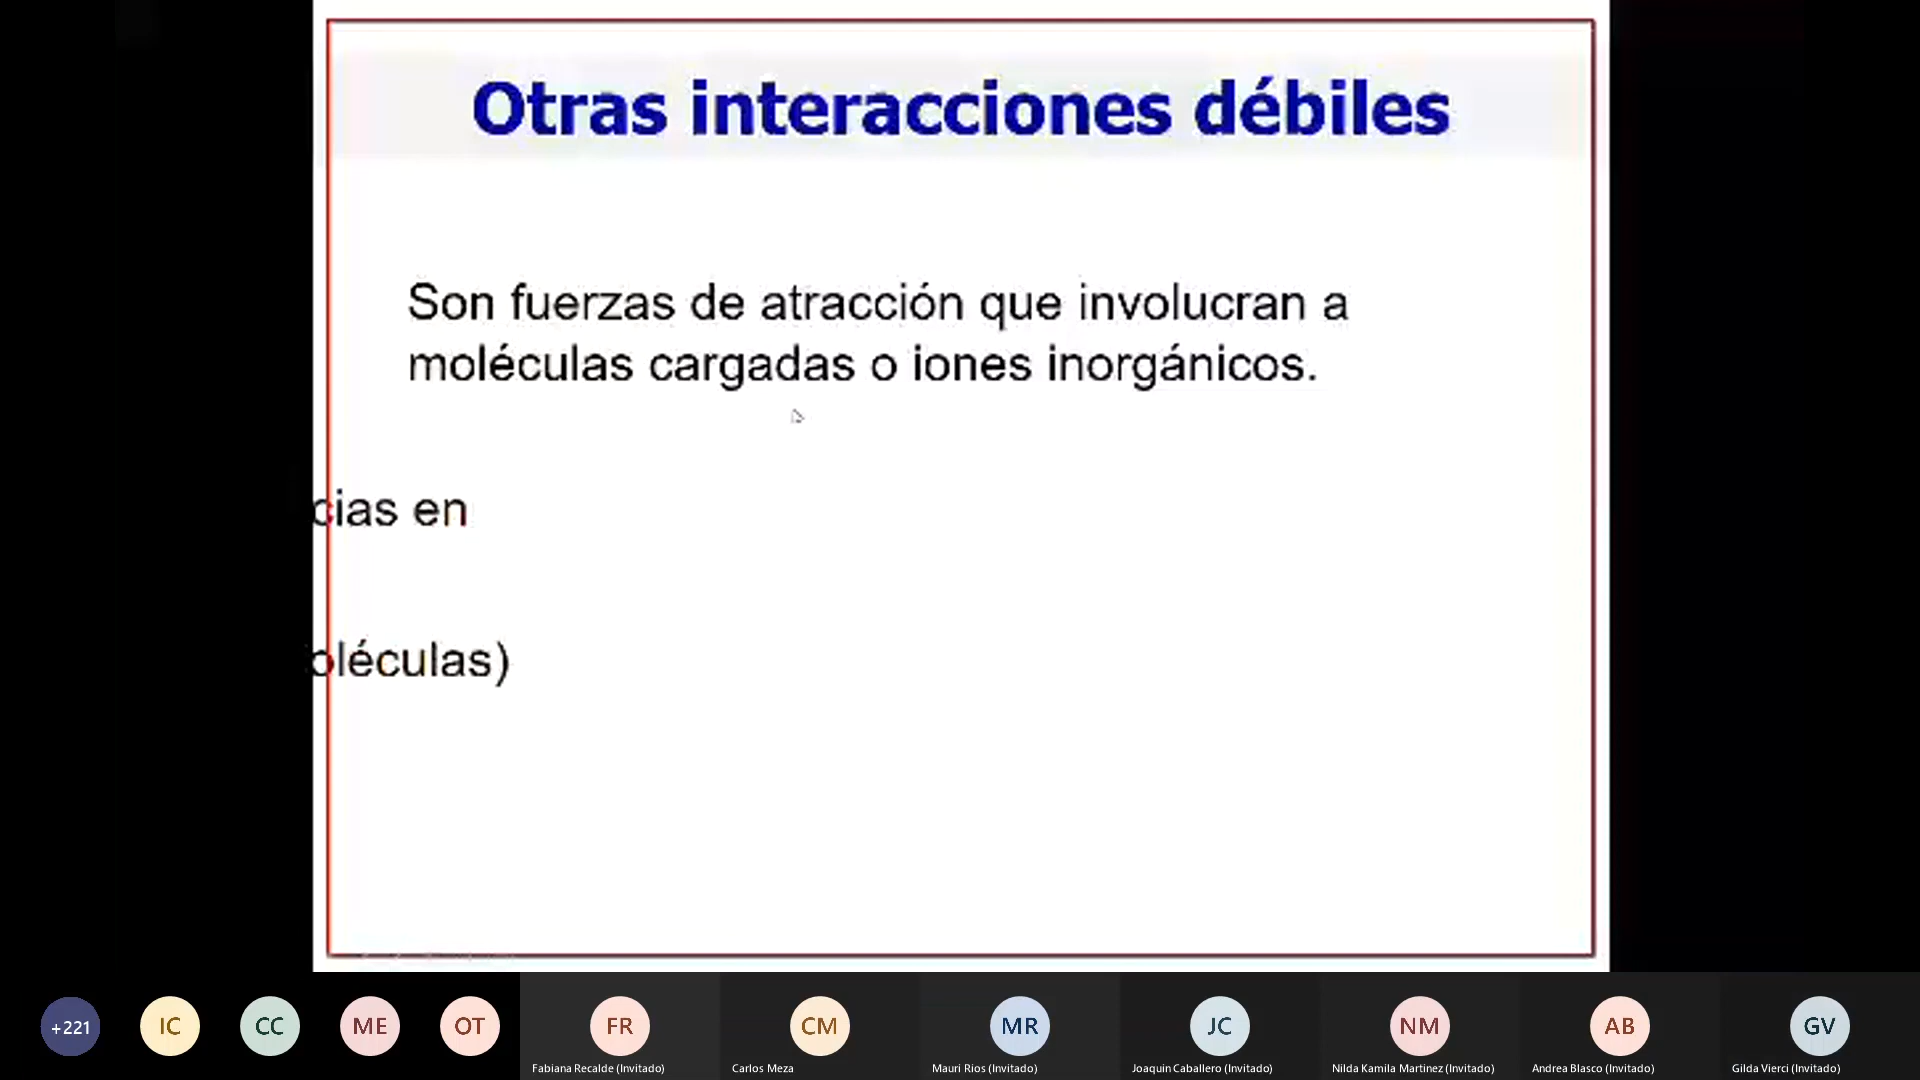 Otras interacciones débiles
Son fuerzas de atracción que involucran a
moléculas cargadas o iones inorgánicos.
cias en
oléculas)
+221
IC
CC
ME
OT
FR
CM
MR
JC
NM
AB
GV
Fabiana Recalde (Invitado)
Carlos Meza
Mauri Rios (Invitado)
Joaquin Caballero (Invitado)
Nilda Kamila Martinez (Invitado)
Andrea Blasco (Invitado)
Gilda Vierci (Invitado)